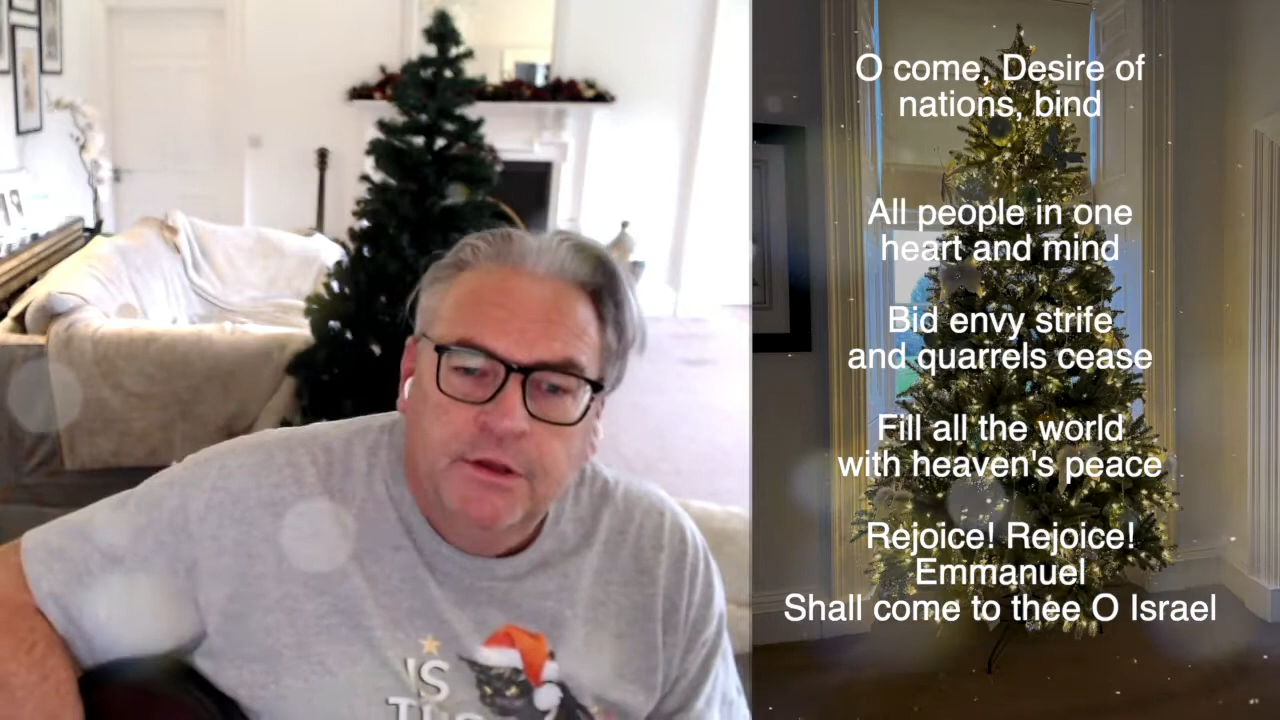 O come, Desire of
nations, bind
All people in one
heart and mind
Bid envy strife
and quarrels cease
Fill all the world
with heaven's peace
Rejoice! Rejoice!
Emmanuel
Shall come to thee O Israel
'IS